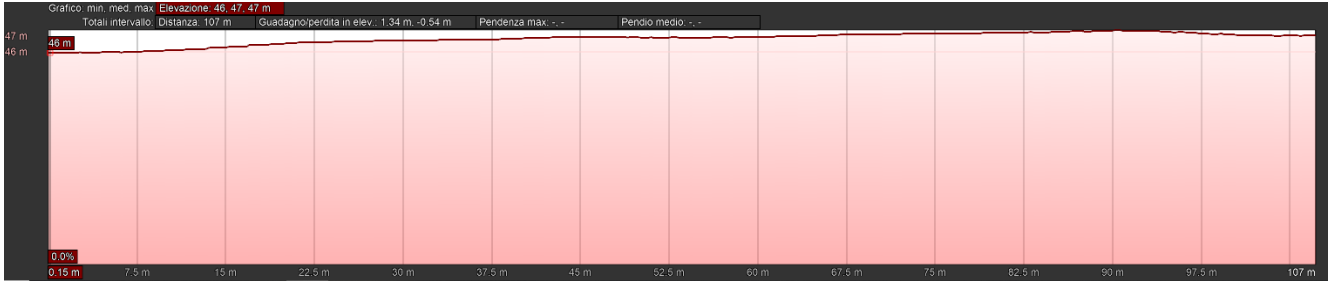 Grafico: min. med. max Elevazione: 46, 47, 47 m
Totali intervallo: Distanza: 107 m Guadagno/perdita in elev.: 1.34 m, -0.54 m Pendenza max: -, - Pendio medio: -, -
47 m
46 m
46 m
0.0%
0.15 m 7.5 m 15 m 22.5 m 30 m 37.5 m 45 m 52.5 m 60 m 67.5 m 75 m 82.5 m 90 m 97.5 m 107 m